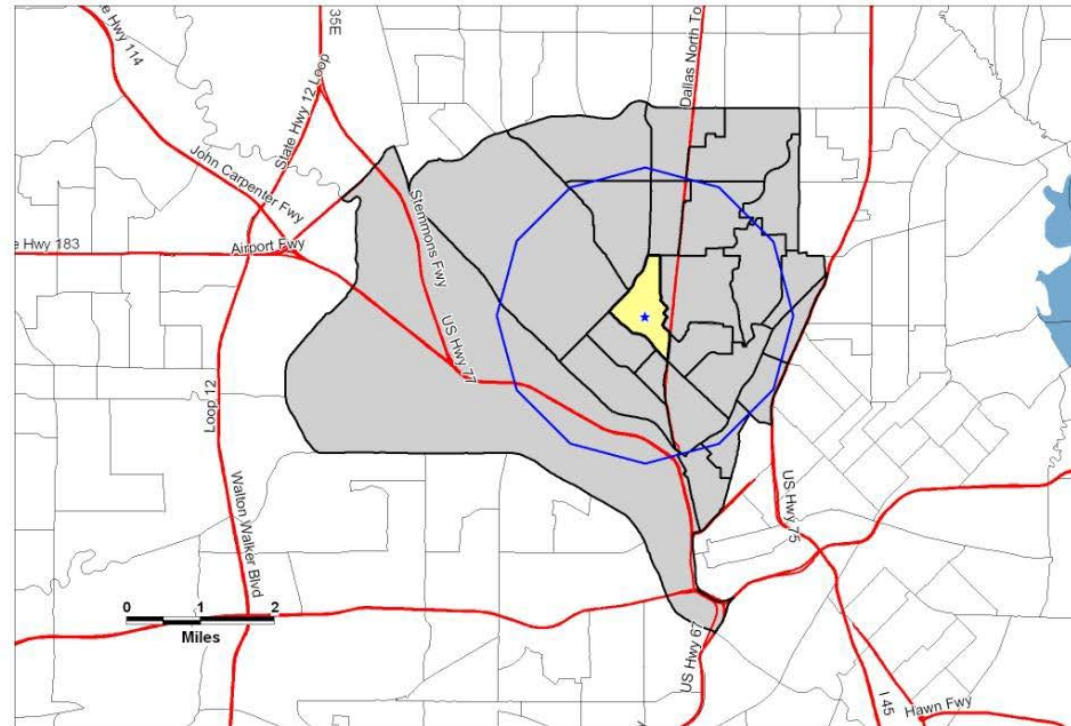 e Hwy 114
35E
Dallas North To
State Hwy 12 Loop
John Carpenter Fwy
Stemmons Fwy
e Hwy 183
Airport Fwy
US Hwy 77
Loop 12
Walton Walker Blvd
US Hwy 75
0 1 2
Miles
US Hwy 67
I 45
Hawn Fwy